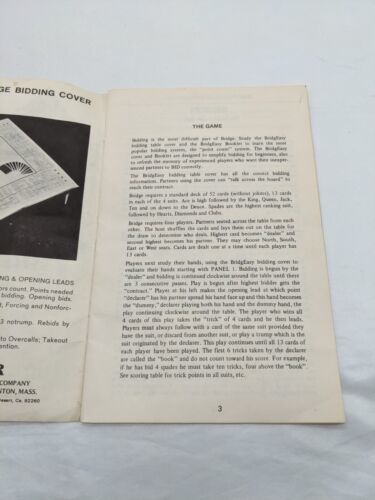 GE BIDDING COVER
NG & OPENING LEADS
ors count. Points needed
bidding. Opening bids.
t, Forcing and Nonforc-
3 notrump. Rebids by
to Overcalls; Takeout
ention.
R
COMPANY
NTON, MASS.
Desert, Ca. 92260
THE GAME
Bidding is the most difficult part of Bridge. Study the BridgEasy
bidding table cover and the BridgEasy Booklet to learn the most
popular bidding system, the "point count" system. The BridgEasy
cover and Booklet are designed to simplify bidding for beginners, also
to refresh the memory of experienced players who want their inexper-
ienced partners to BID correctly.
The BridgEasy bidding table cover has all the correct bidding
information. Partners using the cover can "talk across the board" to
reach their contract.
Bridge requires a standard deck of 52 cards (without jokers), 13 cards
in each of the 4 suits. Ace is high followed by the King, Queen, Jack,
Ten and on down to the Deuce. Spades are the highest ranking suit,
followed by Hearts, Diamonds and Clubs.
Bridge requires four players. Partners seated across the table from each
other. The host shuffles the cards and lays them out on the table for
the draw to determine who deals. Highest becomes "dealer" and
second highest becomes his partner. They may choose North, South,
East or West seats. Cards are dealt one at a time until each player has
13 cards.
Players next study their hands, using the BridgEasy bidding cover to
evaluate their hands starting with PANEL 1. Bidding is begun by the
"dealer" and bidding is continued clockwise around the table until there
are 3 consecutive passes. Play is begun after highest bidder gets the
"contract." Player at his left makes the opening lead at which point
"declarer" has his partner spread his hand face up and this hand becomes
the "dummy," declarer playing both his hand and the dummy hand, the
play continuing clockwise around the table. The player who wins all
4 cards of this play takes the "trick" of 4 cards and he then leads.
Players must always follow with a card of the same suit provided they
have the suit, or discard from another suit, or play a trump which is the
suit originated by the declarer. This play continues until all 13 cards of
each player have been played. The first 6 tricks taken by the declarer
are called the "book" and do not count toward his score. For example,
if he has bid 4 spades he must take ten tricks, four above the "book".
See scoring table for trick points in all suits, etc.
3